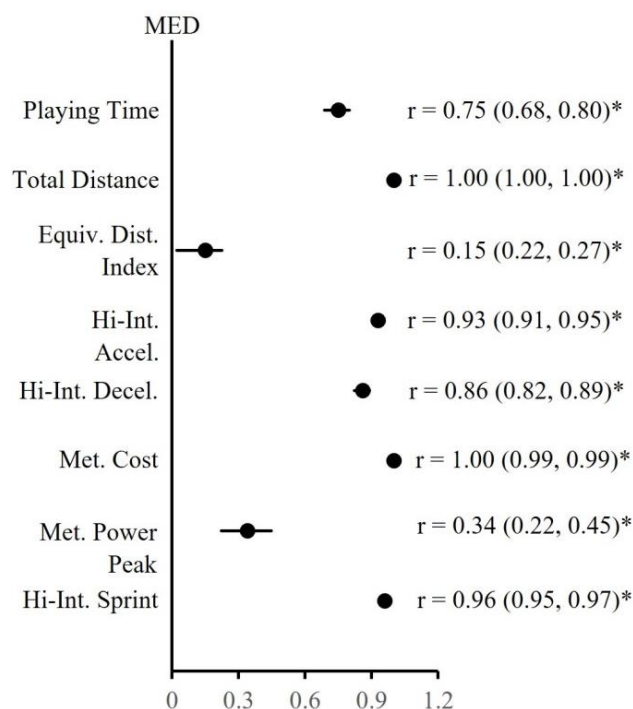 MED
Playing Time r = 0.75 (0.68, 0.80)*
Total Distance r = 1.00 (1.00, 1.00)*
Equiv. Dist.
Index r = 0.15 (0.22, 0.27)*
Hi-Int.
Accel. r = 0.93 (0.91, 0.95)*
Hi-Int. Decel. r = 0.86 (0.82, 0.89)*
Met. Cost r = 1.00 (0.99, 0.99)*
Met. Power
Peak r = 0.34 (0.22, 0.45)*
Hi-Int. Sprint r = 0.96 (0.95, 0.97)*
0 0.3 0.6 0.9 1.2